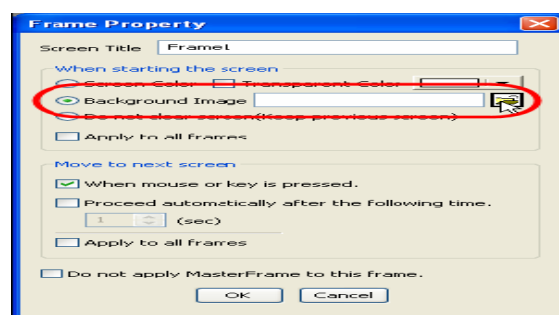 Frame Property
Screen Title Frame1
When starting the screen
Screen Color Transparent Color
Background Image
Do not clear screen(Keep previous screen)
Apply to all frames
Move to next screen
When mouse or key is pressed.
Proceed automatically after the following time.
1 (sec)
Apply to all frames
Do not apply MasterFrame to this frame.
OK Cancel